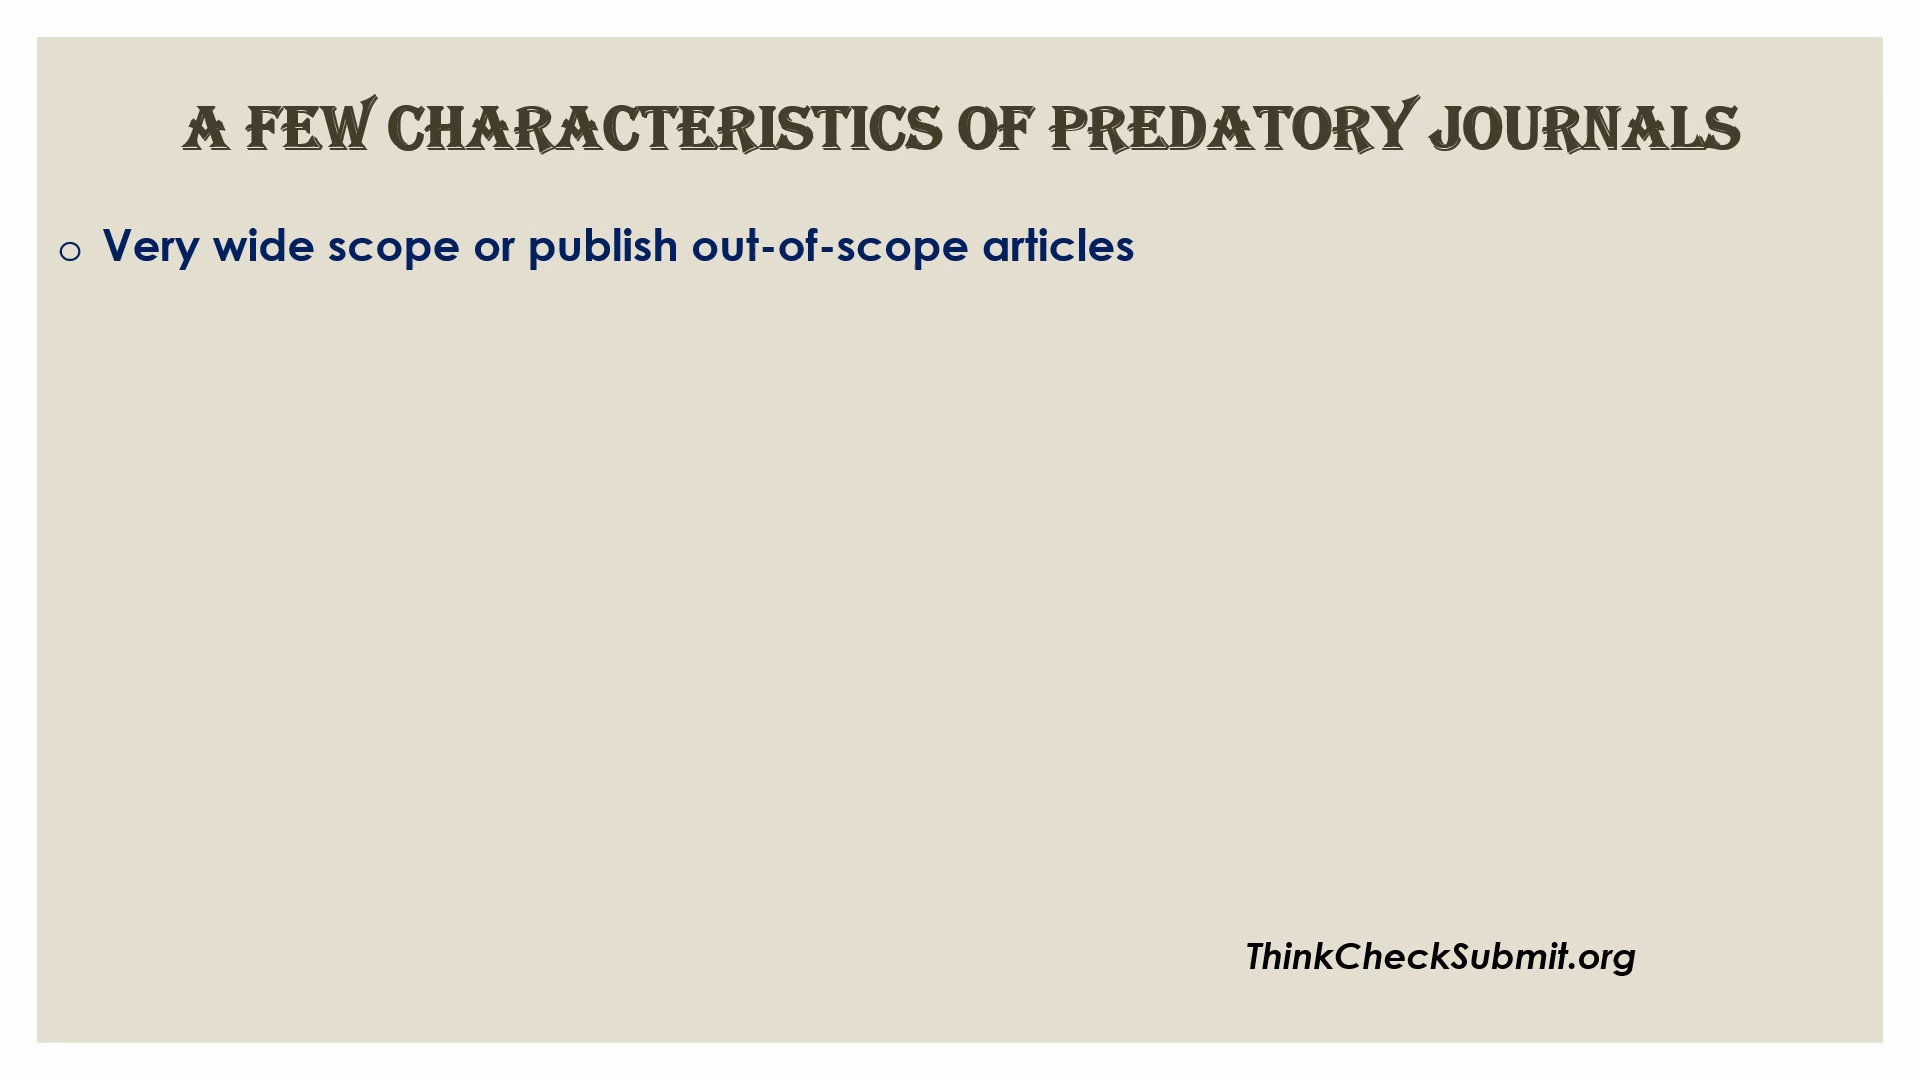 A FEW CHARACTERISTICS OF PREDATORY JOURNALS
o Very wide scope or publish out-of-scope articles
ThinkCheckSubmit.org